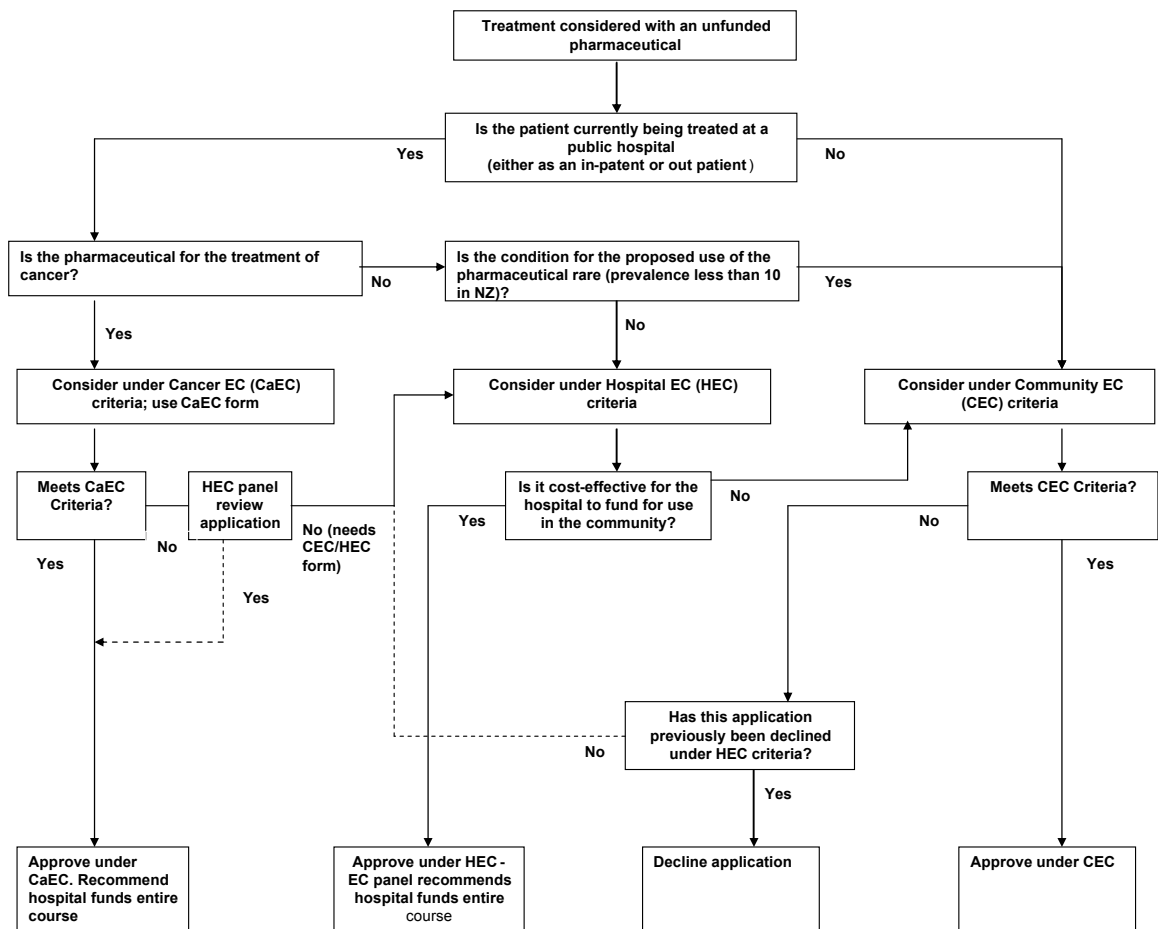 Treatment considered with an unfunded
pharmaceutical
Is the patient currently being treated at a
public hospital
(either as an in-patent or out patient )
Yes
No
Is the pharmaceutical for the treatment of
cancer?
No
Is the condition for the proposed use of the
pharmaceutical rare (prevalence less than 10
in NZ)?
Yes
Yes
No
Consider under Cancer EC (CaEC)
criteria; use CaEC form
Consider under Hospital EC (HEC)
criteria
Consider under Community EC
(CEC) criteria
Meets CaEC
Criteria?
No
Yes
HEC panel
review
application
No (needs
CEC/HEC
form)
Yes
Is it cost-effective for the
hospital to fund for use
in the community?
Yes
No
Meets CEC Criteria?
No
Yes
Has this application
previously been declined
under HEC criteria?
No
Yes
Approve under
CaEC. Recommend
hospital funds entire
course
Approve under HEC -
EC panel recommends
hospital funds entire
course
Decline application
Approve under CEC